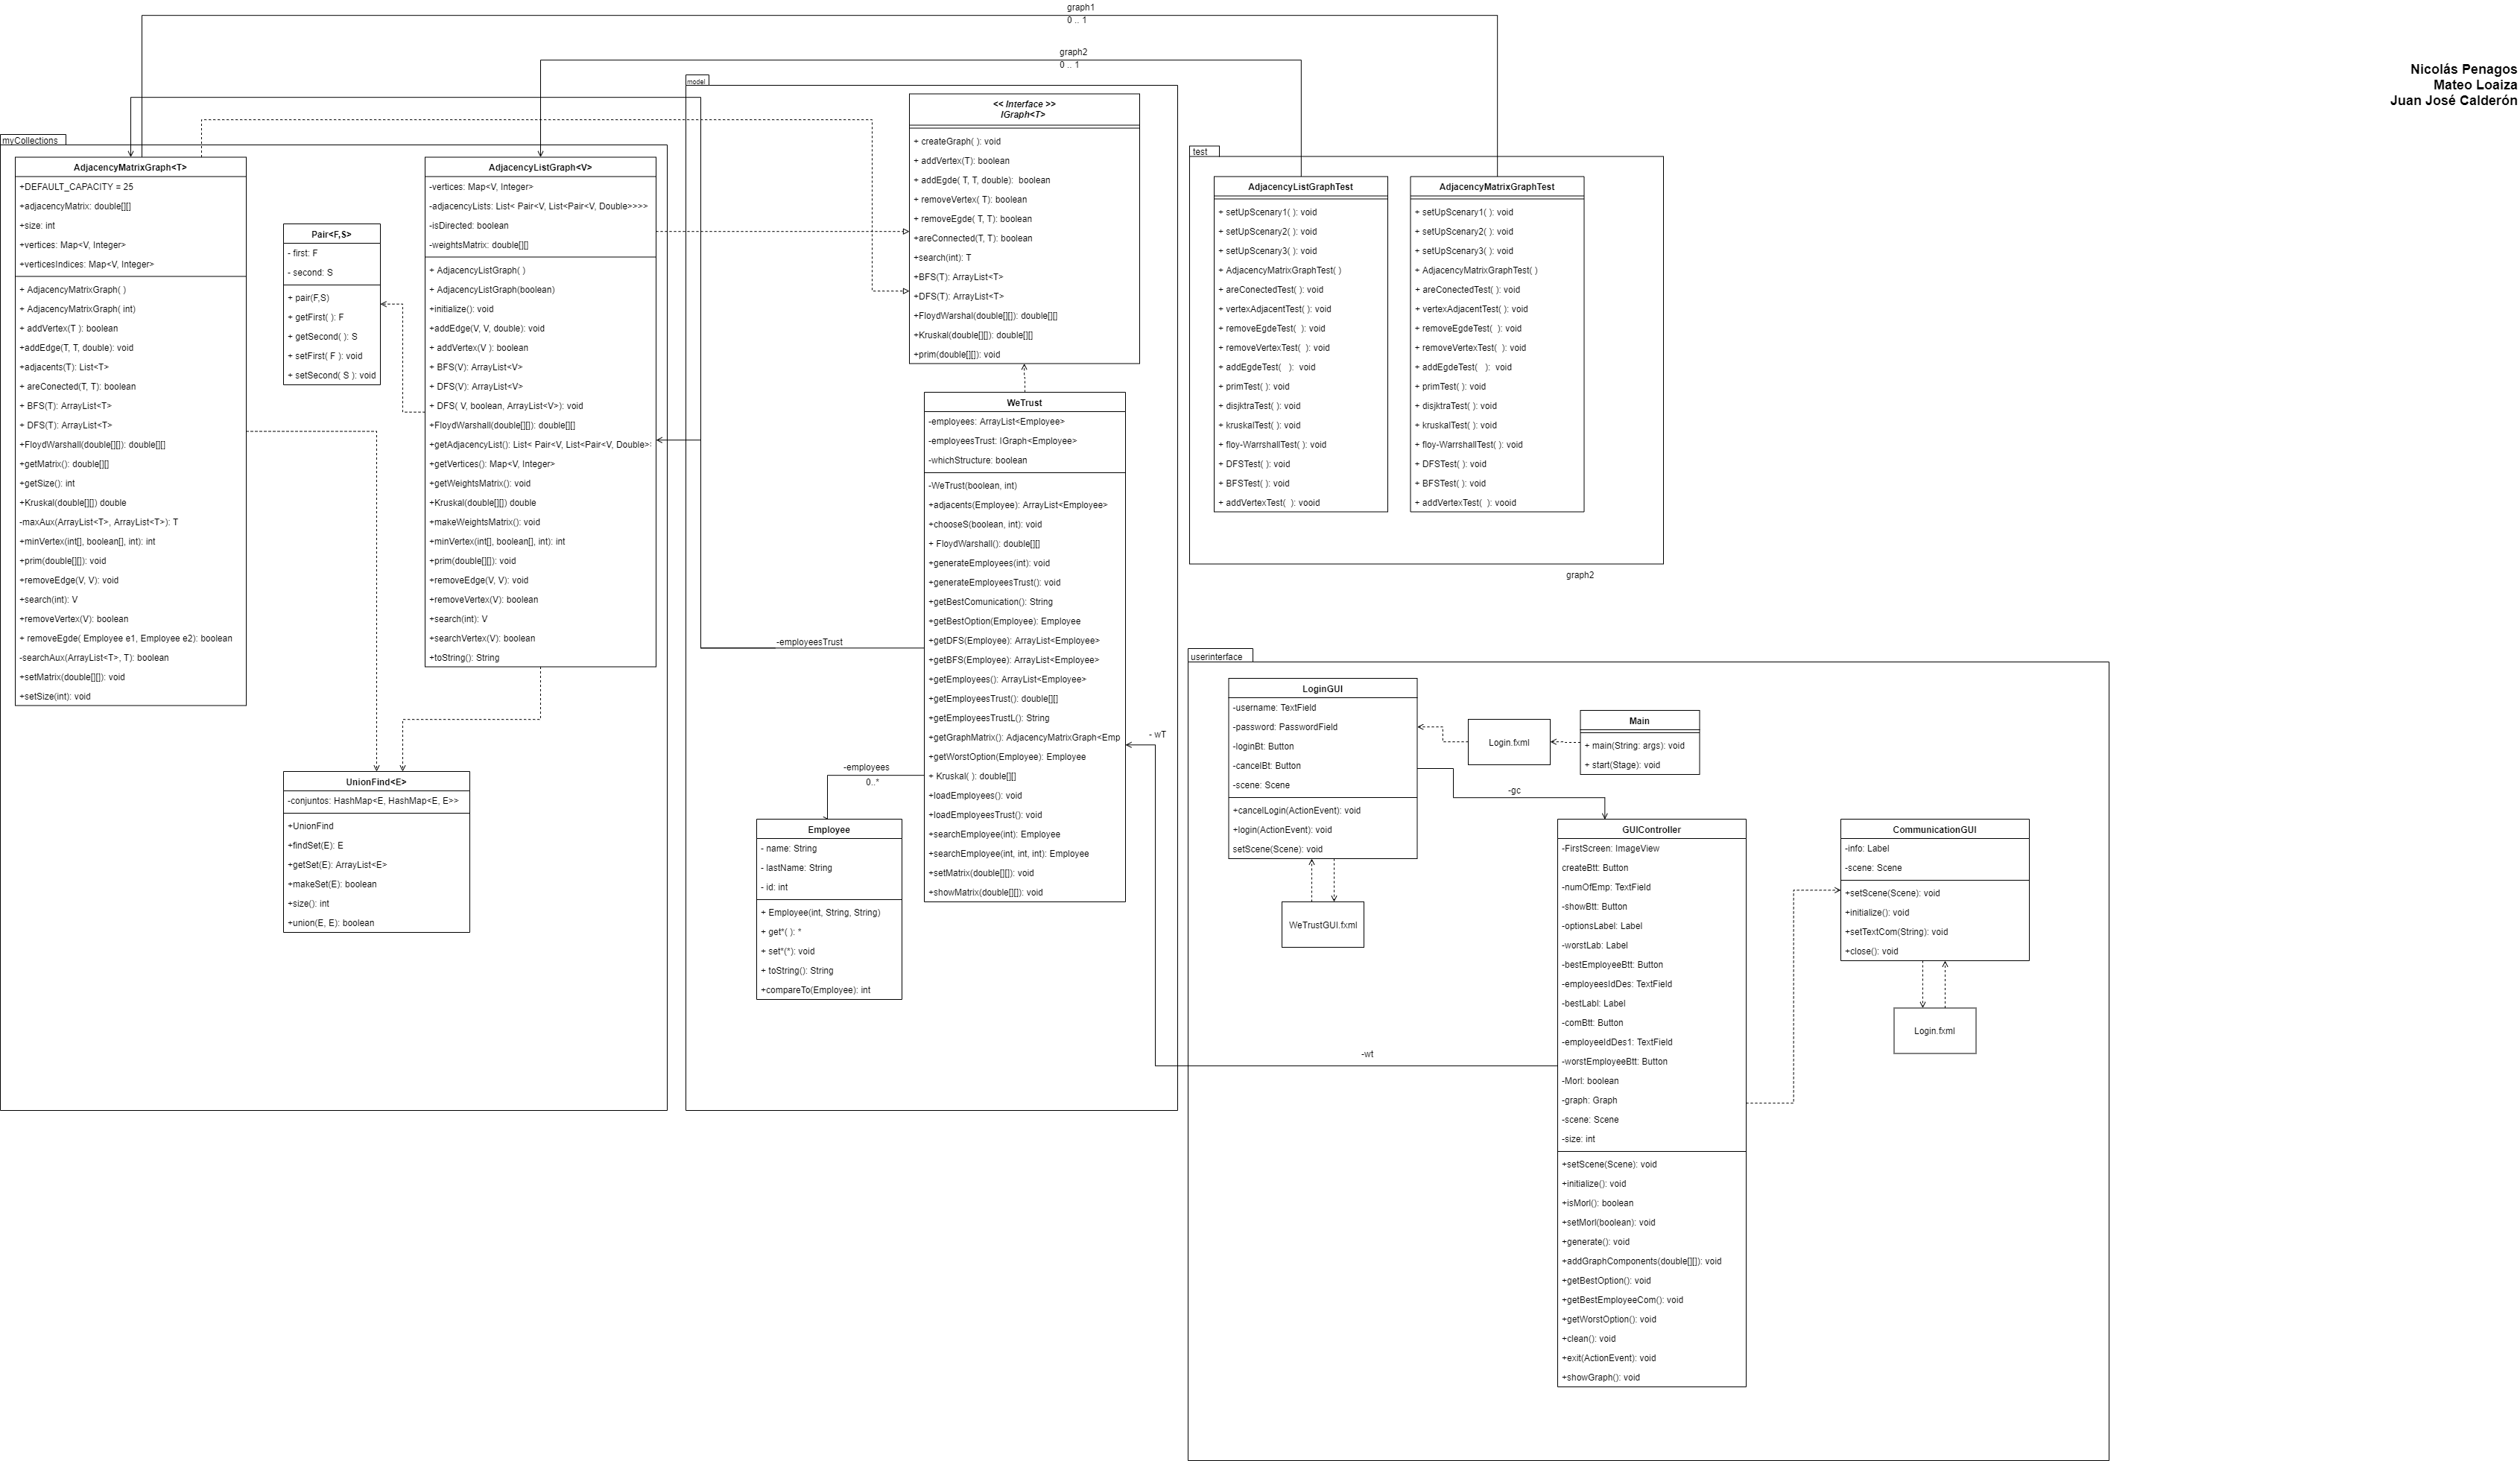 graph1
0 .. 1
graph2
0 .. 1
Nicolás Penagos
Mateo Loaiza
Juan José Calderón
myCollections
AdjacencyMatrixGraph<T>
+DEFAULT_CAPACITY = 25
+adjacencyMatrix: double[][]
+size: int
+vertices: Map<V, Integer>
+verticesIndices: Map<V, Integer>
+ AdjacencyMatrixGraph( )
+ AdjacencyMatrixGraph( int)
+ addVertex(T ): boolean
+addEdge(T, T, double): void
+adjacents(T): List<T>
+ areConected(T, T): boolean
+ BFS(T): ArrayList<T>
+ DFS(T): ArrayList<T>
+FloydWarshall(double[][]): double[][]
+getMatrix(): double[][]
+getSize(): int
+Kruskal(double[][]) double
-maxAux(ArrayList<T>, ArrayList<T>): T
+minVertex(int[], boolean[], int): int
+prim(double[][]): void
+removeEdge(V, V): void
+search(int): V
+removeVertex(V): boolean
+ removeEgde( Employee e1, Employee e2): boolean
-searchAux(ArrayList<T>, T): boolean
+setMatrix(double[][]): void
+setSize(int): void
Pair<F,S>
- first: F
- second: S
+ pair(F,S)
+ getFirst( ): F
+ getSecond( ): S
+ setFirst( F ): void
+ setSecond( S ): void
AdjacencyListGraph<V>
-vertices: Map<V, Integer>
-adjacencyLists: List< Pair<V, List<Pair<V, Double>>>>
-isDirected: boolean
-weightsMatrix: double[][]
+ AdjacencyListGraph( )
+ AdjacencyListGraph(boolean)
+initialize(): void
+addEdge(V, V, double): void
+ addVertex(V ): boolean
+ BFS(V): ArrayList<V>
+ DFS(V): ArrayList<V>
+ DFS( V, boolean, ArrayList<V>): void
+FloydWarshall(double[][]): double[][]
+getAdjacencyList(): List< Pair<V, List<Pair<V, Double>:
+getVertices(): Map<V, Integer>
+getWeightsMatrix(): void
+Kruskal(double[][]) double
+makeWeightsMatrix(): void
+minVertex(int[], boolean[], int): int
+prim(double[][]): void
+removeEdge(V, V): void
+removeVertex(V): boolean
+search(int): V
+searchVertex(V): boolean
+toString(): String
UnionFind<E>
-conjuntos: HashMap<E, HashMap<E, E>>
+UnionFind
+findSet(E): E
+getSet(E): ArrayList<E>
+makeSet(E): boolean
+size(): int
+union(E, E): boolean
model
<< Interface >>
IGraph<T>
+ createGraph( ): void
+ addVertex(T): boolean
+ addEgde( T, T, double):  boolean
+ removeVertex( T): boolean
+ removeEgde( T, T): boolean
+areConnected(T, T): boolean
+search(int): T
+BFS(T): ArrayList<T>
+DFS(T): ArrayList<T>
+FloydWarshal(double[][]): double[][]
+Kruskal(double[][]): double[][]
+prim(double[][]): void
WeTrust
-employees: ArrayList<Employee>
-employeesTrust: IGraph<Employee>
-whichStructure: boolean
-WeTrust(boolean, int)
+adjacents(Employee): ArrayList<Employee>
+chooseS(boolean, int): void
+ FloydWarshall(): double[][]
+generateEmployees(int): void
+generateEmployeesTrust(): void
+getBestComunication(): String
+getBestOption(Employee): Employee
+getDFS(Employee): ArrayList<Employee>
+getBFS(Employee): ArrayList<Employee>
+getEmployees(): ArrayList<Employee>
+getEmployeesTrust(): double[][]
+getEmployeesTrustL(): String
+getGraphMatrix(): AdjacencyMatrixGraph<Emp
+getWorstOption(Employee): Employee
+ Kruskal( ): double[][]
+loadEmployees(): void
+loadEmployeesTrust(): void
+searchEmployee(int): Employee
+searchEmployee(int, int, int): Employee
+setMatrix(double[][]): void
+showMatrix(double[][]): void
-employeesTrust
-employees
0..*
Employee
- name: String
- lastName: String
- id: int
+ Employee(int, String, String)
+ get*( ): *
+ set*(*): void
+ toString(): String
+compareTo(Employee): int
test
AdjacencyListGraphTest
+ setUpScenary1( ): void
+ setUpScenary2( ): void
+ setUpScenary3( ): void
+ AdjacencyMatrixGraphTest( )
+ areConectedTest( ): void
+ vertexAdjacentTest( ): void
+ removeEgdeTest(  ): void
+ removeVertexTest(  ): void
+ addEgdeTest(   ):  void
+ primTest( ): void
+ disjktraTest( ): void
+ kruskalTest( ): void
+ floy-WarrshallTest( ): void
+ DFSTest( ): void
+ BFSTest( ): void
+ addVertexTest(  ): vooid
AdjacencyMatrixGraphTest
+ setUpScenary1( ): void
+ setUpScenary2( ): void
+ setUpScenary3( ): void
+ AdjacencyMatrixGraphTest( )
+ areConectedTest( ): void
+ vertexAdjacentTest( ): void
+ removeEgdeTest(  ): void
+ removeVertexTest(  ): void
+ addEgdeTest(   ):  void
+ primTest( ): void
+ disjktraTest( ): void
+ kruskalTest( ): void
+ floy-WarrshallTest( ): void
+ DFSTest( ): void
+ BFSTest( ): void
+ addVertexTest(  ): vooid
graph2
userinterface
LoginGUI
-username: TextField
-password: PasswordField
-loginBt: Button
-cancelBt: Button
-scene: Scene
+cancelLogin(ActionEvent): void
+login(ActionEvent): void
setScene(Scene): void
Login.fxml
Main
+ main(String: args): void
+ start(Stage): void
- wT
-gc
WeTrustGUI.fxml
-wt
GUIController
-FirstScreen: ImageView
createBtt: Button
-numOfEmp: TextField
-showBtt: Button
-optionsLabel: Label
-worstLab: Label
-bestEmployeeBtt: Button
-employeesIdDes: TextField
-bestLabl: Label
-comBtt: Button
-employeeIdDes1: TextField
-worstEmployeeBtt: Button
-Morl: boolean
-graph: Graph
-scene: Scene
-size: int
+setScene(Scene): void
+initialize(): void
+isMorl(): boolean
+setMorl(boolean): void
+generate(): void
+addGraphComponents(double[][]): void
+getBestOption(): void
+getBestEmployeeCom(): void
+getWorstOption(): void
+clean(): void
+exit(ActionEvent): void
+showGraph(): void
CommunicationGUI
-info: Label
-scene: Scene
+setScene(Scene): void
+initialize(): void
+setTextCom(String): void
+close(): void
Login.fxml